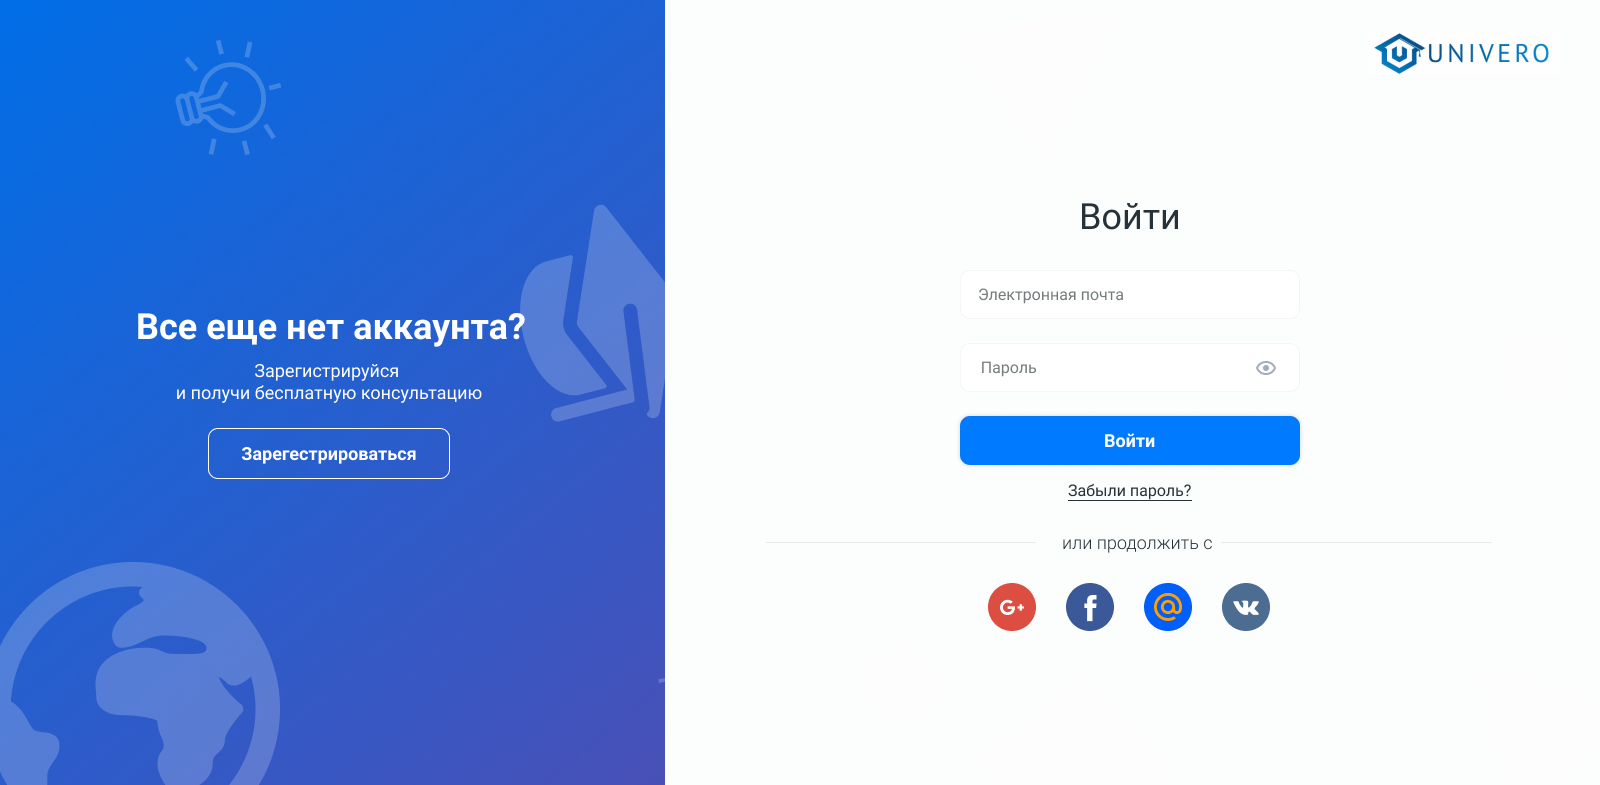 Все еще нет аккаунта?
Зарегистрируйся
и получи бесплатную консультацию
Зарегестрироваться
UNIVERO
Войти
Электронная почта
Пароль
Войти
Забыли пароль?
или продолжить с
G+ f @